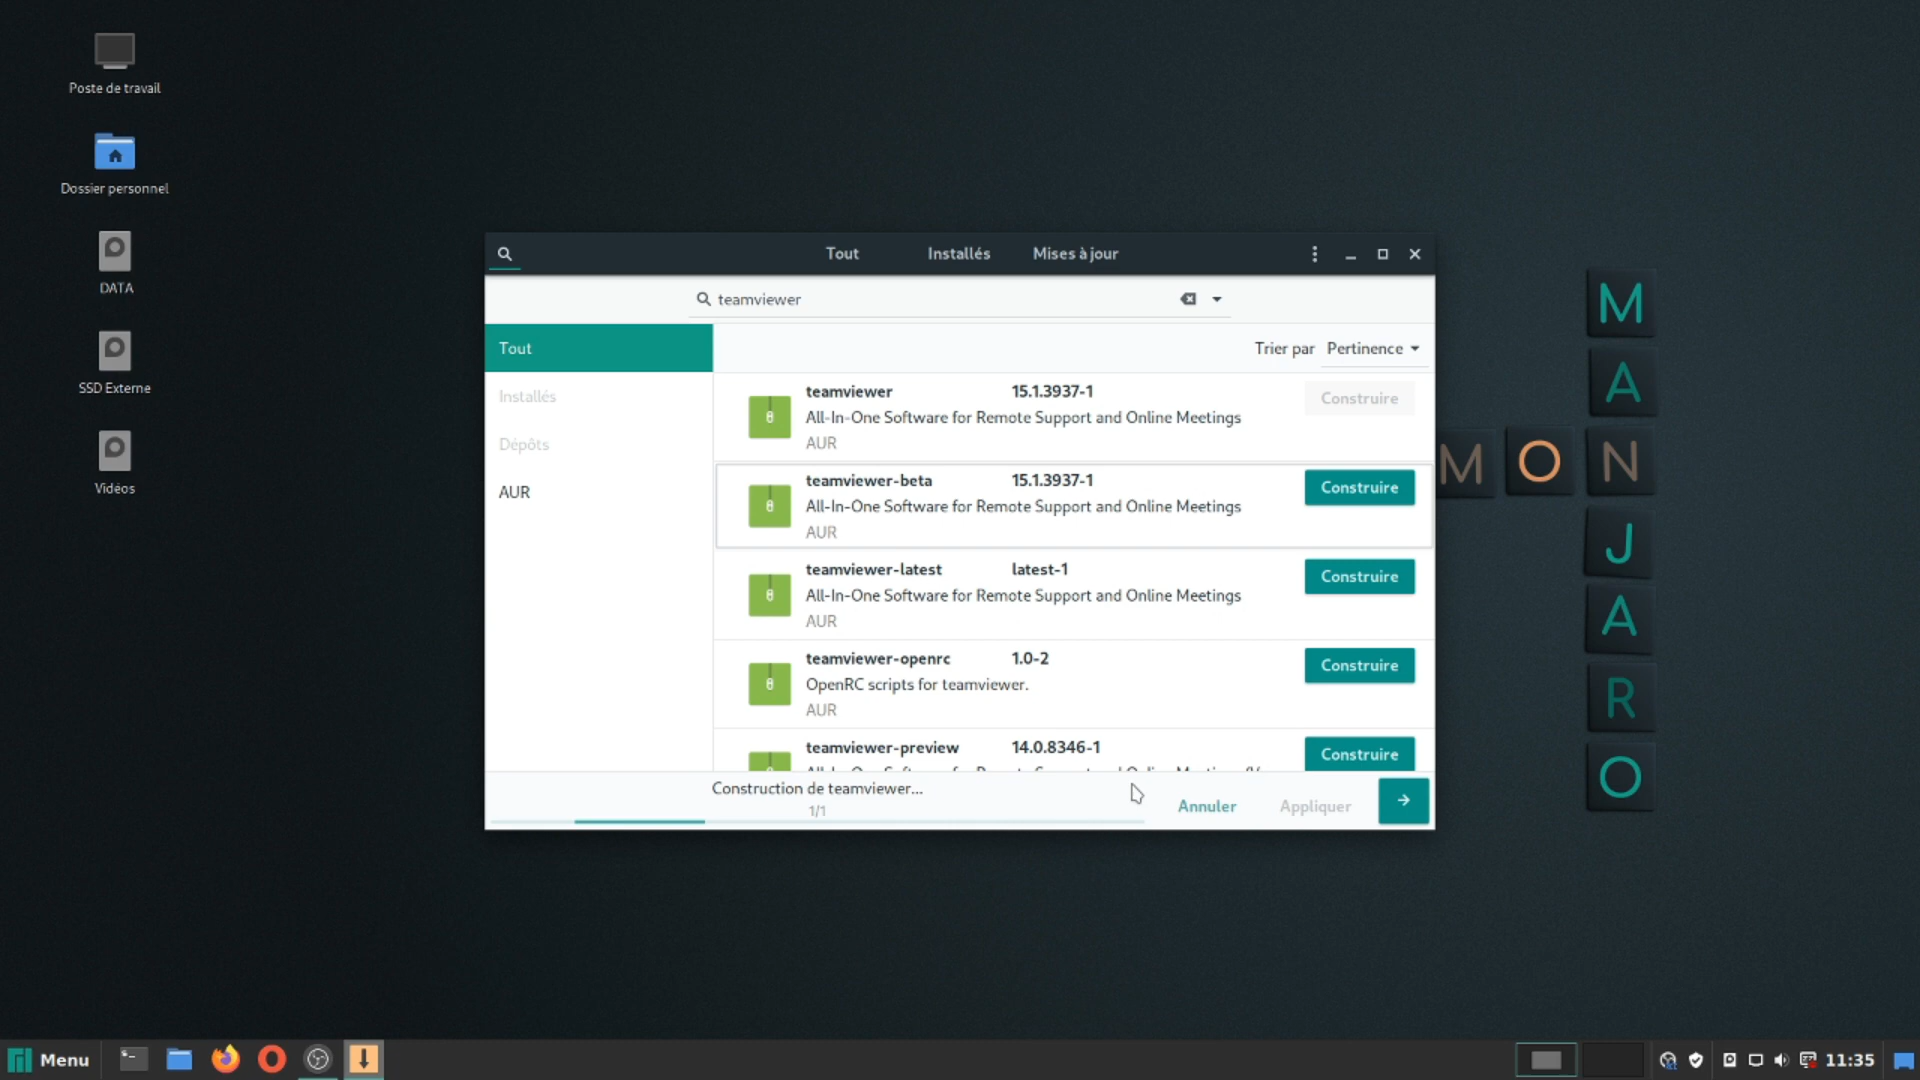 Poste de travail
Dossier personnel
DATA
SSD Externe
Vidéos
Tout
Installés
Mises à jour
teamviewer
Tout
Installés
Dépôts
AUR
Trier par Pertinence
teamviewer 15.1.3937-1 Construire
All-In-One Software for Remote Support and Online Meetings
AUR
teamviewer-beta 15.1.3937-1 Construire
All-In-One Software for Remote Support and Online Meetings
AUR
teamviewer-latest latest-1 Construire
All-In-One Software for Remote Support and Online Meetings
AUR
teamviewer-openrc 1.0-2 Construire
OpenRC scripts for teamviewer.
AUR
teamviewer-preview 14.0.8346-1 Construire
Construction de teamviewer...
1/1
Annuler
Appliquer
M
A
MON
J
A
R
O
Menu
11:35